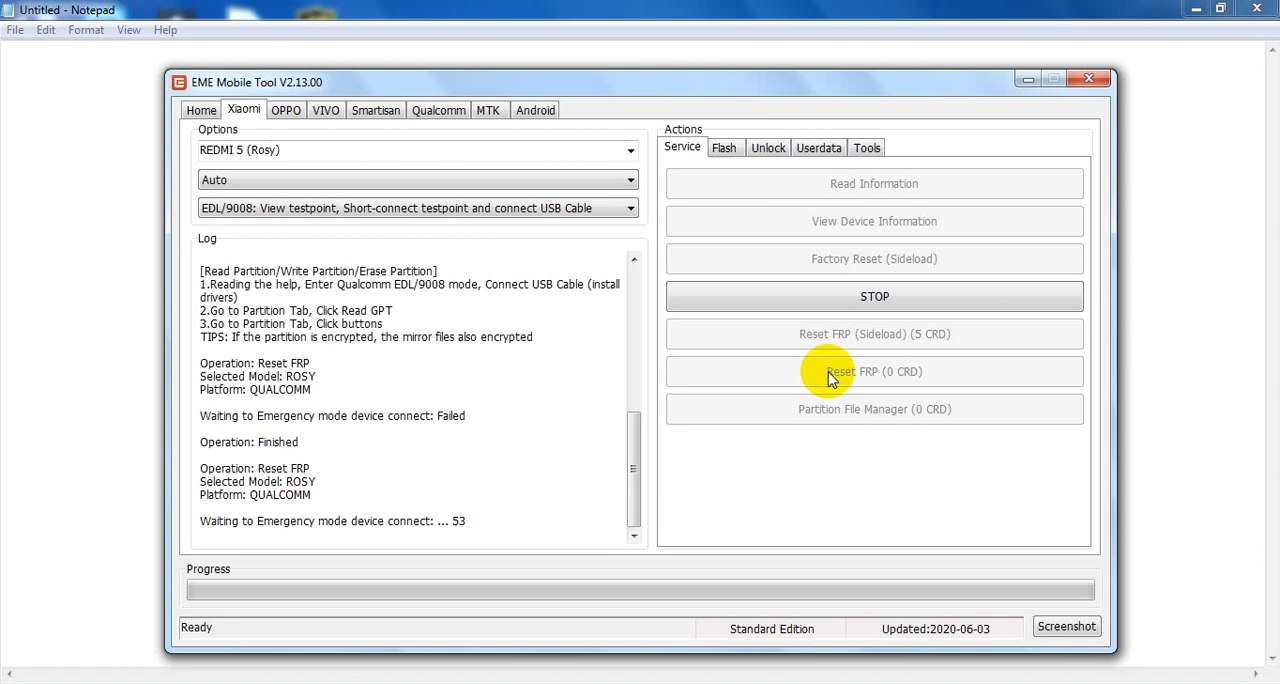 Untitled - Notepad
File Edit Format View Help
EME Mobile Tool V2.13.00
Home Xiaomi OPPO VIVO Smartisan Qualcomm MTK Android
Options
REDMI 5 (Rosy)
Auto
EDL/9008: View testpoint, Short-connect testpoint and connect USB Cable
Log
[Read Partition/Write Partition/Erase Partition]
1.Reading the help, Enter Qualcomm EDL/9008 mode, Connect USB Cable (install
drivers)
2.Go to Partition Tab, Click Read GPT
3.Go to Partition Tab, Click buttons
TIPS: If the partition is encrypted, the mirror files also encrypted
Operation: Reset FRP
Selected Model: ROSY
Platform: QUALCOMM
Waiting to Emergency mode device connect: Failed
Operation: Finished
Operation: Reset FRP
Selected Model: ROSY
Platform: QUALCOMM
Waiting to Emergency mode device connect: ... 53
Actions
Service Flash Unlock Userdata Tools
Read Information
View Device Information
Factory Reset (Sideload)
STOP
Reset FRP (Sideload) (5 CRD)
Reset FRP (0 CRD)
Partition File Manager (0 CRD)
Progress
Ready
Standard Edition
Updated:2020-06-03
Screenshot